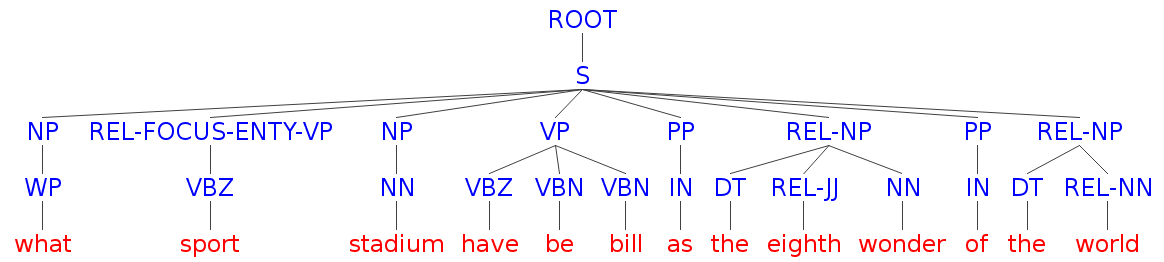 ROOT
S
NP REL-FOCUS-ENTY-VP NP VP PP REL-NP PP REL-NP
WP VBZ NN VBZ VBN VBN IN DT REL-JJ NN IN DT REL-NN
what sport stadium have be bill as the eighth wonder of the world